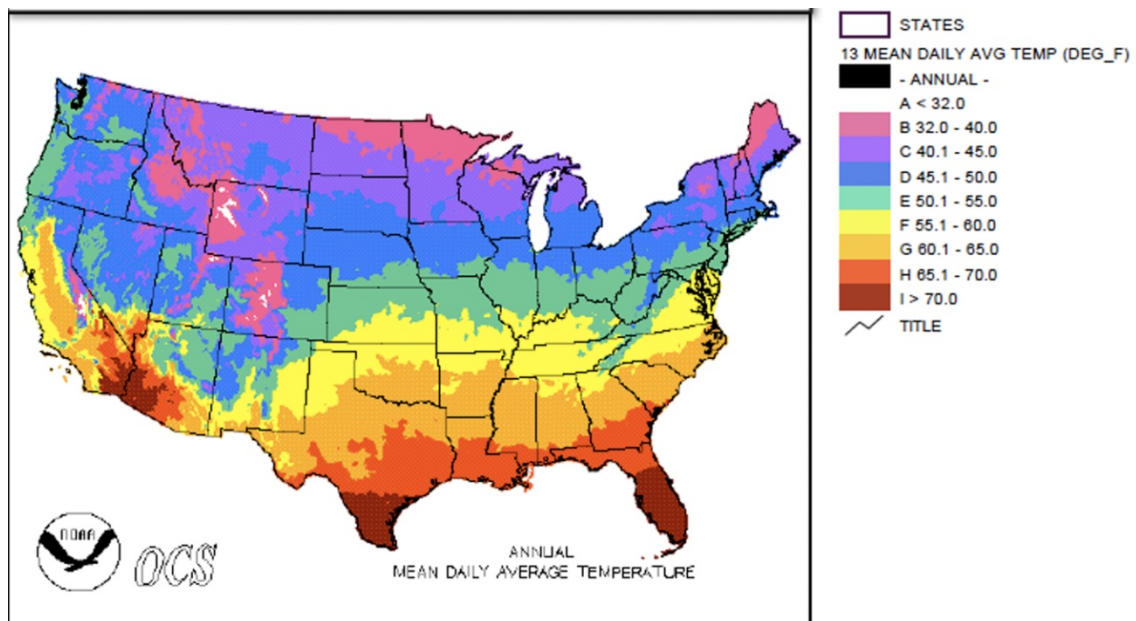 STATES
13 MEAN DAILY AVG TEMP (DEG_F)
- ANNUAL -
A < 32.0
B 32.0 - 40.0
C 40.1 - 45.0
D 45.1 - 50.0
E 50.1 - 55.0
F 55.1 - 60.0
G 60.1 - 65.0
H 65.1 - 70.0
I > 70.0
TITLE
NOAA
OCS
ANNUAL
MEAN DAILY AVERAGE TEMPERATURE